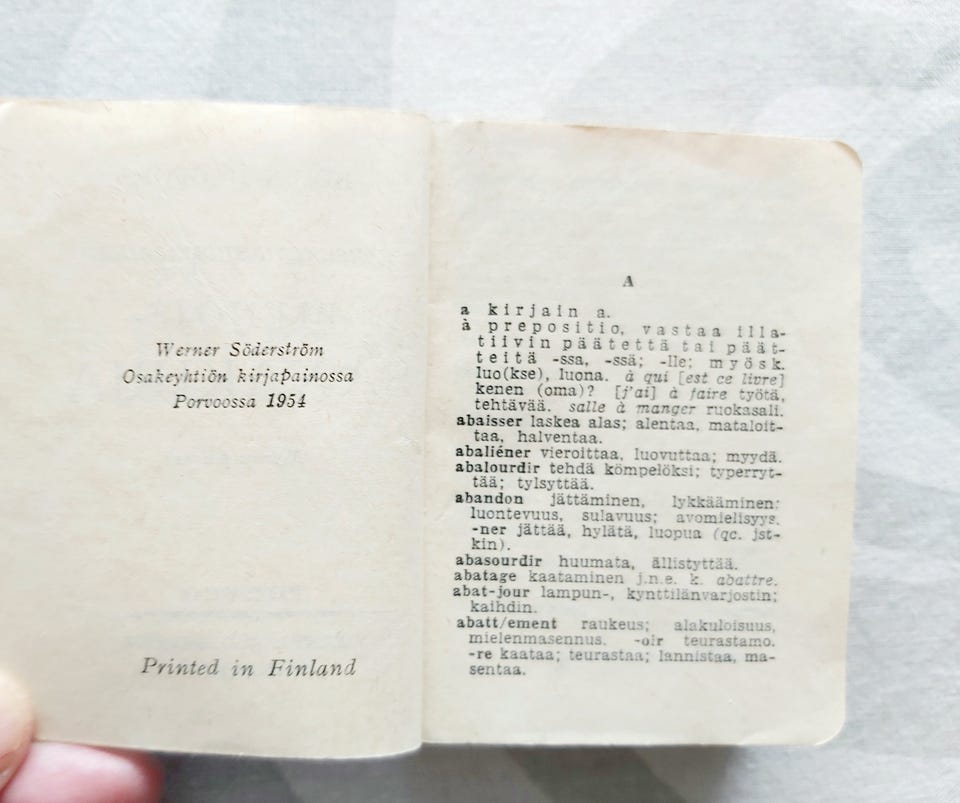 Werner Söderström
Osakeyhtiön kirjapainossa
Porvoossa 1954
Printed in Finland
A
a kirjain a.
à prepositio, vastaa illa-
tiivin päätettä tai päät-
teitä -ssa, -ssä; -lle; myös k.
luo(kse), luona. à qui [est ce livre]
kenen (oma)? [j'ai] à faire työtä,
tehtävää. salle à manger ruokasali.
abaisser laskea alas; alentaa, mataloit-
taa, halventaa.
abaliéner vieroittaa, luovuttaa; myydä.
abalourdir tehdä kömpelöksi; typerryt-
tää; tylsyttää.
abandon jättäminen, lykkääminen;
luontevuus, sulavuus; avomielisyys.
-ner jättää, hylätä, luopua (qc. jst-
kin).
abasourdir huumata, ällistyttää.
abatage kaataminen j.n.e. k. abattre.
abat-jour lampun-, kynttilänvarjostin;
kaihdin.
abatt/ement raukeus; alakuloisuus,
mielenmasennus. -oir teurastamo.
-re kaataa; teurastaa; lannistaa, ma-
sentaa.